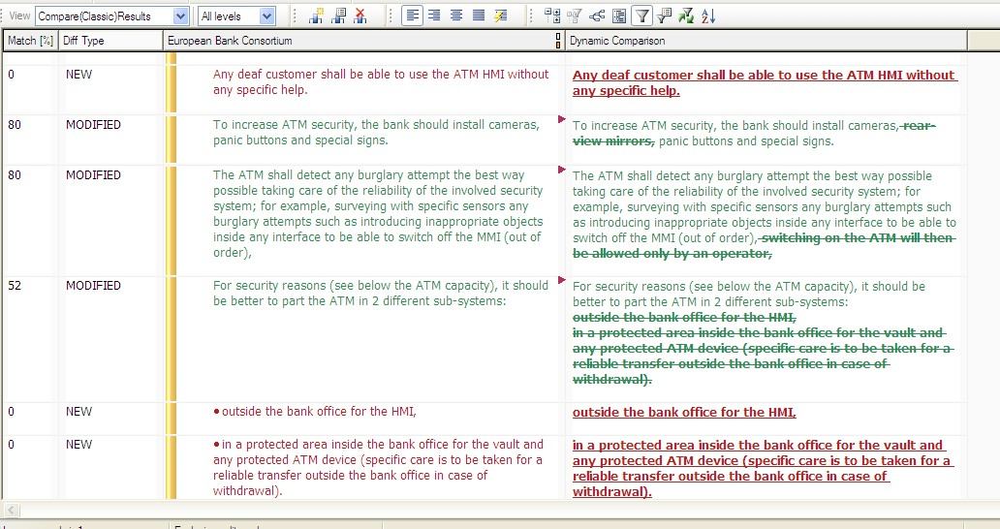 View Compare(Classic)Results All levels
Match [%] Diff Type European Bank Consortium Dynamic Comparison
0 NEW Any deaf customer shall be able to use the ATM HMI without
any specific help.
Any deaf customer shall be able to use the ATM HMI without
any specific help.
80 MODIFIED To increase ATM security, the bank should install cameras,
panic buttons and special signs.
To increase ATM security, the bank should install cameras, rear-
view mirrors, panic buttons and special signs.
80 MODIFIED The ATM shall detect any burglary attempt the best way
possible taking care of the reliability of the involved security
system; for example, surveying with specific sensors any
burglary attempts such as introducing inappropriate objects
inside any interface to be able to switch off the MMI (out of
order),
The ATM shall detect any burglary attempt the best way possible
taking care of the reliability of the involved security system; for
example, surveying with specific sensors any burglary attempts such
as introducing inappropriate objects inside any interface to be able to
switch off the MMI (out of order), switching on the ATM will then
be allowed only by an operator,
52 MODIFIED For security reasons (see below the ATM capacity), it should
be better to part the ATM in 2 different sub-systems:
For security reasons (see below the ATM capacity), it should be
better to part the ATM in 2 different sub-systems:
outside the bank office for the HMI,
in a protected area inside the bank office for the vault and
any protected ATM device (specific care is to be taken for a
reliable transfer outside the bank office in case of
withdrawal).
0 NEW • outside the bank office for the HMI,
outside the bank office for the HMI,
0 NEW • in a protected area inside the bank office for the vault and
any protected ATM device (specific care is to be taken for a
reliable transfer outside the bank office in case of
withdrawal).
in a protected area inside the bank office for the vault and
any protected ATM device (specific care is to be taken for a
reliable transfer outside the bank office in case of
withdrawal).